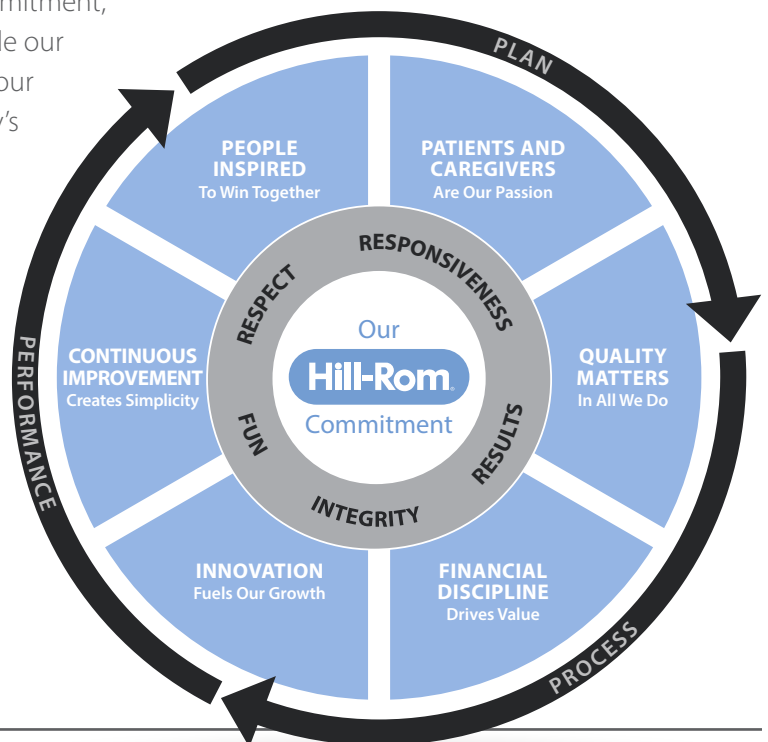 mitment,
le our
our
y's
PLAN
PEOPLE
INSPIRED
To Win Together
PATIENTS AND
CAREGIVERS
Are Our Passion
RESPECT
RESPONSIVENESS
PERFORMANCE
CONTINUOUS
IMPROVEMENT
Creates Simplicity
Our
Hill-Rom®
Commitment
QUALITY
MATTERS
In All We Do
FUN
INTEGRITY
RESULTS
INNOVATION
Fuels Our Growth
FINANCIAL
DISCIPLINE
Drives Value
PROCESS